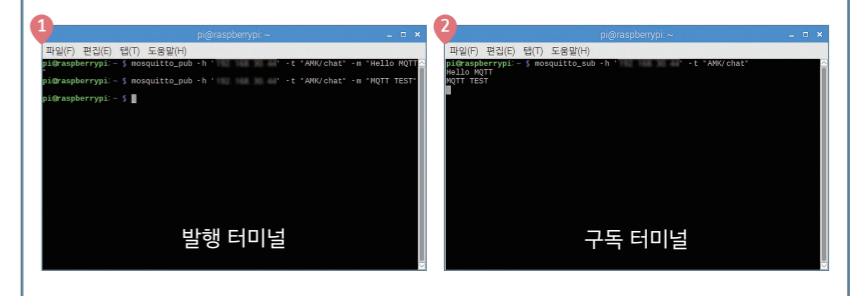 1
pi@raspberrypi: ~
파일(F) 편집(E) 탭(T) 도움말(H)
pi@raspberrypi:~ $ mosquitto_pub -h '' -t "AMK/chat" -m "Hello MQTT
"
pi@raspberrypi:~ $ mosquitto_pub -h '' -t "AMK/chat" -m "MQTT TEST"
pi@raspberrypi:~ $
발행 터미널
2
pi@raspberrypi: ~
파일(F) 편집(E) 탭(T) 도움말(H)
pi@raspberrypi:~ $ mosquitto_sub -h '' -t "AMK/chat"
Hello MQTT
MQTT TEST
구독 터미널